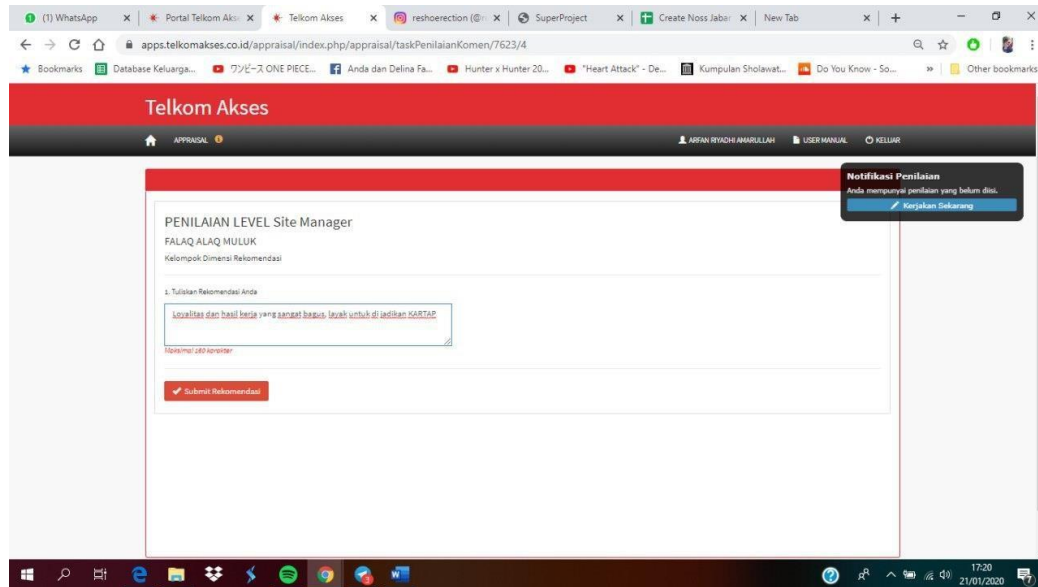 (1) WhatsApp
Portal Telkom Akse
Telkom Akses
reshoerection (@r
SuperProject
Create Noss Jabar
New Tab
apps.telkomakses.co.id/appraisal/index.php/appraisal/taskPenilaianKomen/7623/4
Bookmarks
Database Keluarga...
ワンピース ONE PIECE...
Anda dan Delina Fa...
Hunter x Hunter 20...
"Heart Attack" - De...
Kumpulan Sholawat...
Do You Know - So...
Other bookmarks
Telkom Akses
APPRAISAL
ARFAN RIYADHI AMARULLAH
USER MANUAL
KELUAR
Notifikasi Penilaian
Anda mempunyai penilaian yang belum diisi.
Kerjakan Sekarang
PENILAIAN LEVEL Site Manager
FALAQ ALAQ MULUK
Kelompok Dimensi Rekomendasi
1. Tuliskan Rekomendasi Anda
Loyalitas dan hasil kerja yang sangat bagus, layak untuk di jadikan KARTAP
Maksimal 160 karakter
Submit Rekomendasi
17:20
21/01/2020